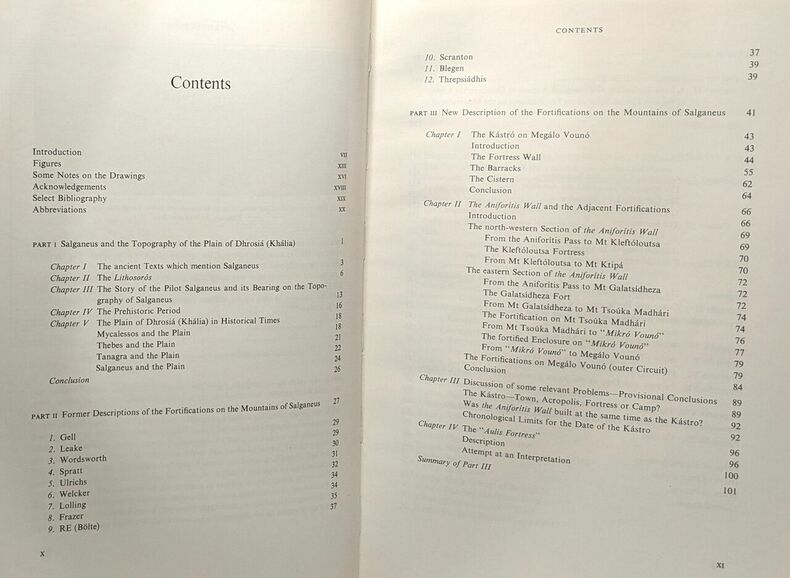 Contents
Introduction VII
Figures XIII
Some Notes on the Drawings XVI
Acknowledgements XVIII
Select Bibliography XIX
Abbreviations XX
PART I Salganeus and the Topography of the Plain of Dhrosiá (Khália) 1
Chapter I The ancient Texts which mention Salganeus 3
Chapter II The Lithosorós 6
Chapter III The Story of the Pilot Salganeus and its Bearing on the Topo-
graphy of Salganeus 13
Chapter IV The Prehistoric Period 16
Chapter V The Plain of Dhrosiá (Khália) in Historical Times 18
Mycalessos and the Plain 18
Thebes and the Plain 21
Tanagra and the Plain 22
Salganeus and the Plain 24
Conclusion 26
PART II Former Descriptions of the Fortifications on the Mountains of Salganeus 27
1. Gell 29
2. Leake 29
3. Wordsworth 30
4. Spratt 31
5. Ulrichs 32
6. Welcker 34
7. Lolling 34
8. Frazer 35
9. RE (Bölte) 37
X
CONTENTS
10. Scranton 37
11. Blegen 39
12. Threpsiádhis 39
PART III New Description of the Fortifications on the Mountains of Salganeus 41
Chapter I The Kástró on Megálo Vounó 43
Introduction 43
The Fortress Wall 44
The Barracks 55
The Cistern 62
Conclusion 64
Chapter II The Aniforitis Wall and the Adjacent Fortifications 66
Introduction 66
The north-western Section of the Aniforitis Wall 69
From the Aniforitis Pass to Mt Kleftóloutsa 69
The Kleftóloutsa Fortress 70
From Mt Kleftóloutsa to Mt Ktipá 70
The eastern Section of the Aniforitis Wall 72
From the Aniforitis Pass to Mt Galatsídheza 72
The Galatsídheza Fort 72
From Mt Galatsídheza to Mt Tsoúka Madhári 74
The Fortification on Mt Tsoúka Madhári 74
From Mt Tsoúka Madhári to "Mikró Vounó" 76
The fortified Enclosure on "Mikró Vounó" 77
From "Mikró Vounó" to Megálo Vounó 79
The Fortifications on Megálo Vounó (outer Circuit) 79
Conclusion 84
Chapter III Discussion of some relevant Problems—Provisional Conclusions 89
The Kástro—Town, Acropolis, Fortress or Camp? 89
Was the Aniforitis Wall built at the same time as the Kástro? 92
Chronological Limits for the Date of the Kástro 92
Chapter IV The "Aulis Fortress" 96
Description 96
Attempt at an Interpretation 100
Summary of Part III 101
XI